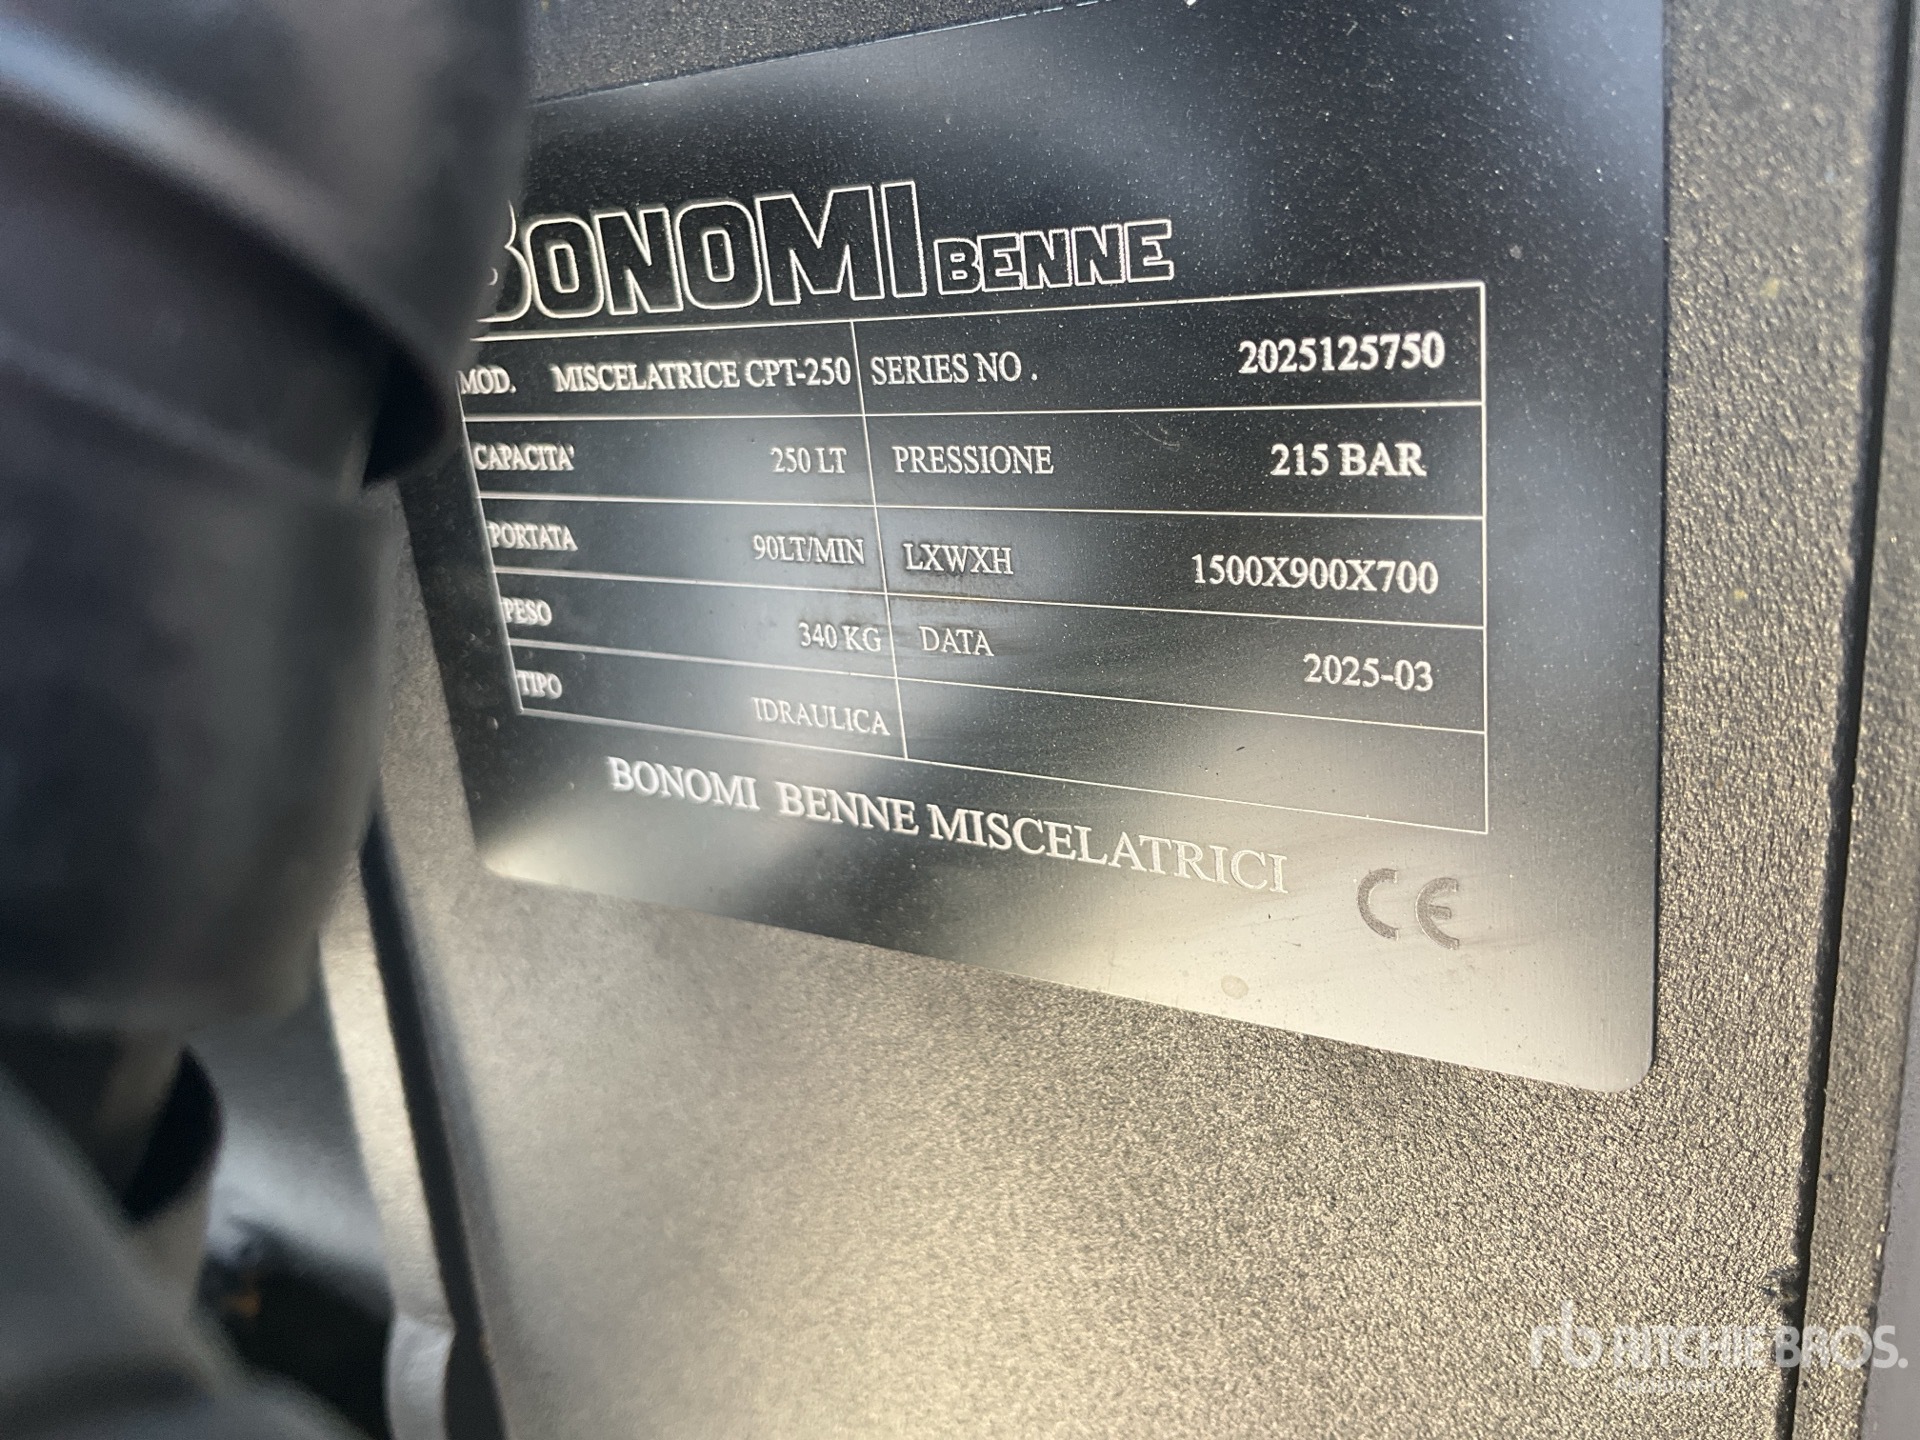 BONOMI BENNE
MOD. MISCELATRICE CPT-250 SERIES NO. 2025125750
CAPACITA' 250 LT PRESSIONE 215 BAR
PORTATA 90LT/MIN LXWXH 1500X900X700
PESO 340 KG DATA 2025-03
TIPO IDRAULICA
BONOMI BENNE MISCELATRICI
CE
rb RITCHIE BROS.